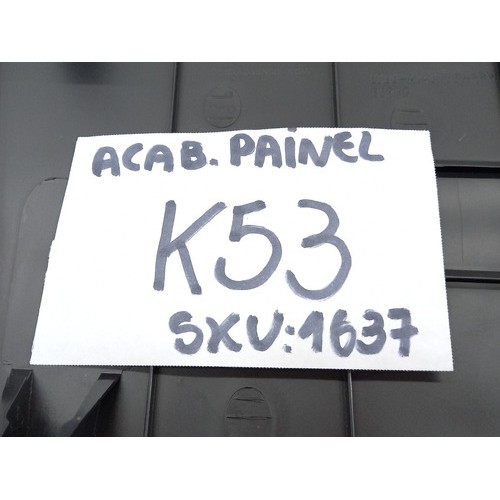 ACAB. PAINEL
K53
SKU:1637